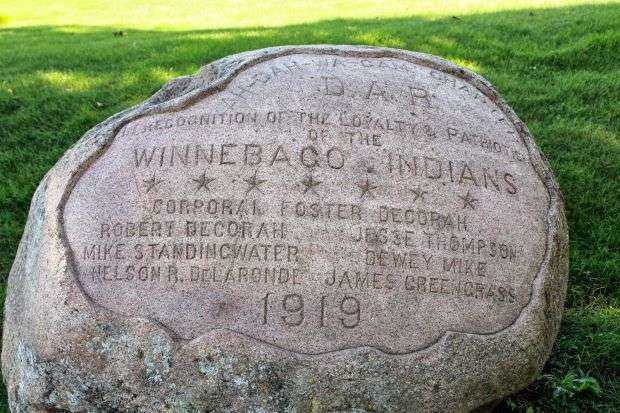 CHAPTER
D.A.R.
IN RECOGNITION OF THE LOYALTY & PATRIOTISM
OF THE
WINNEBAGO INDIANS
CORPORAL FOSTER DECORAH
ROBERT DECORAH JESSE THOMPSON
MIKE STANDINGWATER DEWEY MIKE
NELSON R. DELARONDE JAMES GREENGRASS
1919